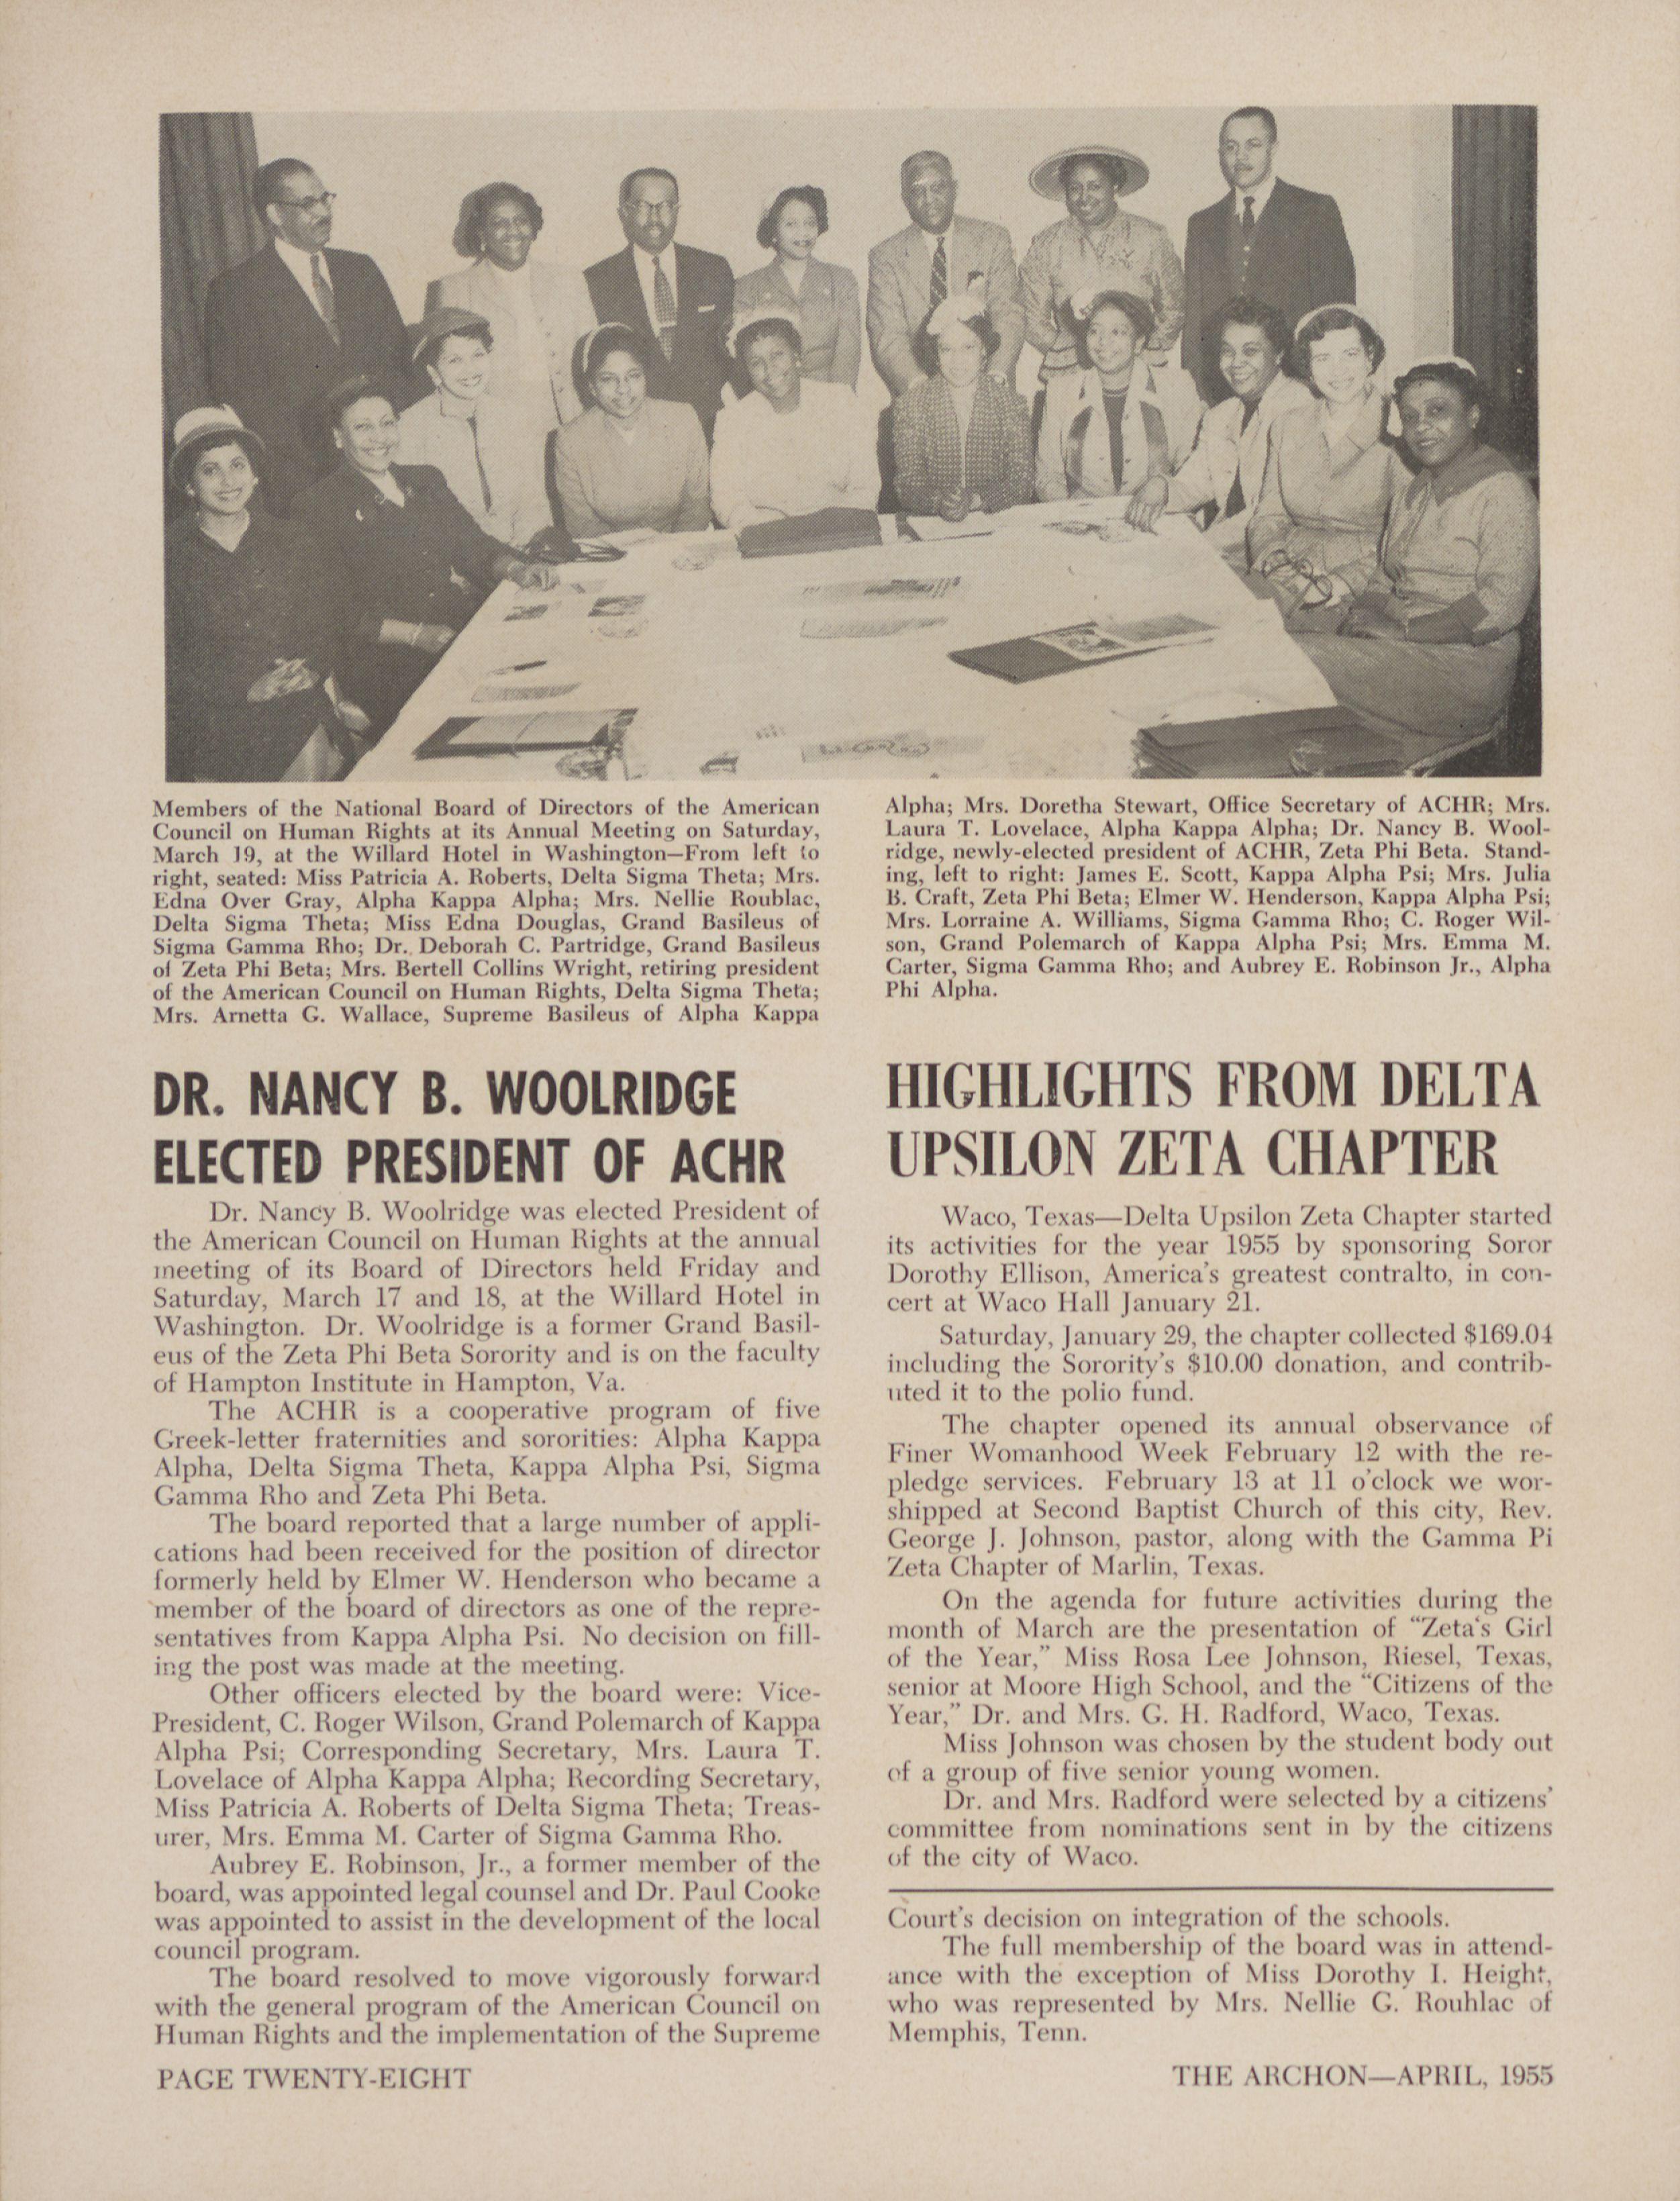 Members of the National Board of Directors of the American
Council on Human Rights at its Annual Meeting on Saturday,
March 19, at the Willard Hotel in Washington—From left to
right, seated: Miss Patricia A. Roberts, Delta Sigma Theta; Mrs.
Edna Over Gray, Alpha Kappa Alpha; Mrs. Nellie Roublac,
Delta Sigma Theta; Miss Edna Douglas, Grand Basileus of
Sigma Gamma Rho; Dr. Deborah C. Partridge, Grand Basileus
of Zeta Phi Beta; Mrs. Bertell Collins Wright, retiring president
of the American Council on Human Rights, Delta Sigma Theta;
Mrs. Arnetta G. Wallace, Supreme Basileus of Alpha Kappa
Alpha; Mrs. Doretha Stewart, Office Secretary of ACHR; Mrs.
Laura T. Lovelace, Alpha Kappa Alpha; Dr. Nancy B. Wool-
ridge, newly-elected president of ACHR, Zeta Phi Beta. Stand-
ing, left to right: James E. Scott, Kappa Alpha Psi; Mrs. Julia
B. Craft, Zeta Phi Beta; Elmer W. Henderson, Kappa Alpha Psi;
Mrs. Lorraine A. Williams, Sigma Gamma Rho; C. Roger Wil-
son, Grand Polemarch of Kappa Alpha Psi; Mrs. Emma M.
Carter, Sigma Gamma Rho; and Aubrey E. Robinson Jr., Alpha
Phi Alpha.
DR. NANCY B. WOOLRIDGE
ELECTED PRESIDENT OF ACHR
Dr. Nancy B. Woolridge was elected President of
the American Council on Human Rights at the annual
meeting of its Board of Directors held Friday and
Saturday, March 17 and 18, at the Willard Hotel in
Washington. Dr. Woolridge is a former Grand Basil-
eus of the Zeta Phi Beta Sorority and is on the faculty
of Hampton Institute in Hampton, Va.
The ACHR is a cooperative program of five
Greek-letter fraternities and sororities: Alpha Kappa
Alpha, Delta Sigma Theta, Kappa Alpha Psi, Sigma
Gamma Rho and Zeta Phi Beta.
The board reported that a large number of appli-
cations had been received for the position of director
formerly held by Elmer W. Henderson who became a
member of the board of directors as one of the repre-
sentatives from Kappa Alpha Psi. No decision on fill-
ing the post was made at the meeting.
Other officers elected by the board were: Vice-
President, C. Roger Wilson, Grand Polemarch of Kappa
Alpha Psi; Corresponding Secretary, Mrs. Laura T.
Lovelace of Alpha Kappa Alpha; Recording Secretary,
Miss Patricia A. Roberts of Delta Sigma Theta; Treas-
urer, Mrs. Emma M. Carter of Sigma Gamma Rho.
Aubrey E. Robinson, Jr., a former member of the
board, was appointed legal counsel and Dr. Paul Cooke
was appointed to assist in the development of the local
council program.
The board resolved to move vigorously forward
with the general program of the American Council on
Human Rights and the implementation of the Supreme
HIGHLIGHTS FROM DELTA
UPSILON ZETA CHAPTER
Waco, Texas—Delta Upsilon Zeta Chapter started
its activities for the year 1955 by sponsoring Soror
Dorothy Ellison, America's greatest contralto, in con-
cert at Waco Hall January 21.
Saturday, January 29, the chapter collected $169.04
including the Sorority's $10.00 donation, and contrib-
uted it to the polio fund.
The chapter opened its annual observance of
Finer Womanhood Week February 12 with the re-
pledge services. February 13 at 11 o'clock we wor-
shipped at Second Baptist Church of this city, Rev.
George J. Johnson, pastor, along with the Gamma Pi
Zeta Chapter of Marlin, Texas.
On the agenda for future activities during the
month of March are the presentation of "Zeta's Girl
of the Year," Miss Rosa Lee Johnson, Riesel, Texas,
senior at Moore High School, and the "Citizens of the
Year," Dr. and Mrs. G. H. Radford, Waco, Texas.
Miss Johnson was chosen by the student body out
of a group of five senior young women.
Dr. and Mrs. Radford were selected by a citizens'
committee from nominations sent in by the citizens
of the city of Waco.
Court's decision on integration of the schools.
The full membership of the board was in attend-
ance with the exception of Miss Dorothy I. Height,
who was represented by Mrs. Nellie G. Rouhlac of
Memphis, Tenn.
PAGE TWENTY-EIGHT
THE ARCHON—APRIL, 1955